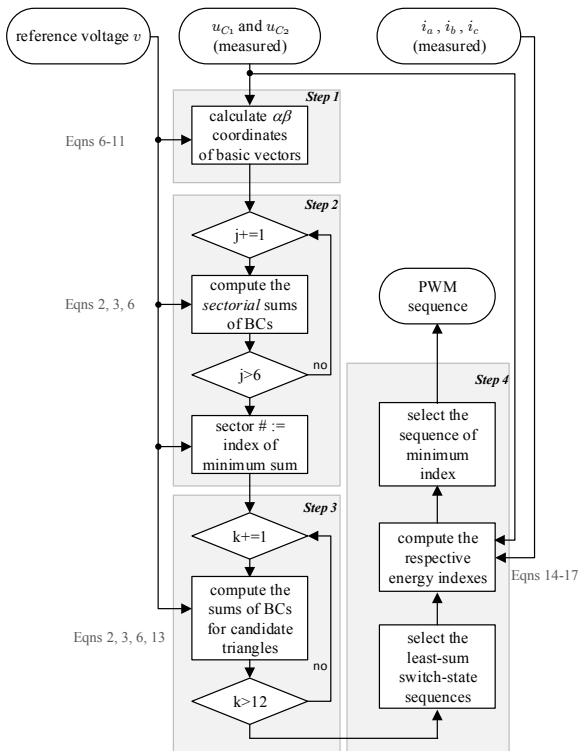 reference voltage v
u_{C_1} and u_{C_2}
(measured)
i_a , i_b , i_c
(measured)
Step 1
calculate αβ
coordinates
of basic vectors
Eqns 6-11
Step 2
j+=1
compute the
sectorial sums
of BCs
Eqns 2, 3, 6
no
j>6
sector # :=
index of
minimum sum
Step 3
k+=1
compute the
sums of BCs
for candidate
triangles
Eqns 2, 3, 6, 13
no
k>12
PWM
sequence
Step 4
select the
sequence of
minimum
index
compute the
respective
energy indexes
Eqns 14-17
select the
least-sum
switch-state
sequences